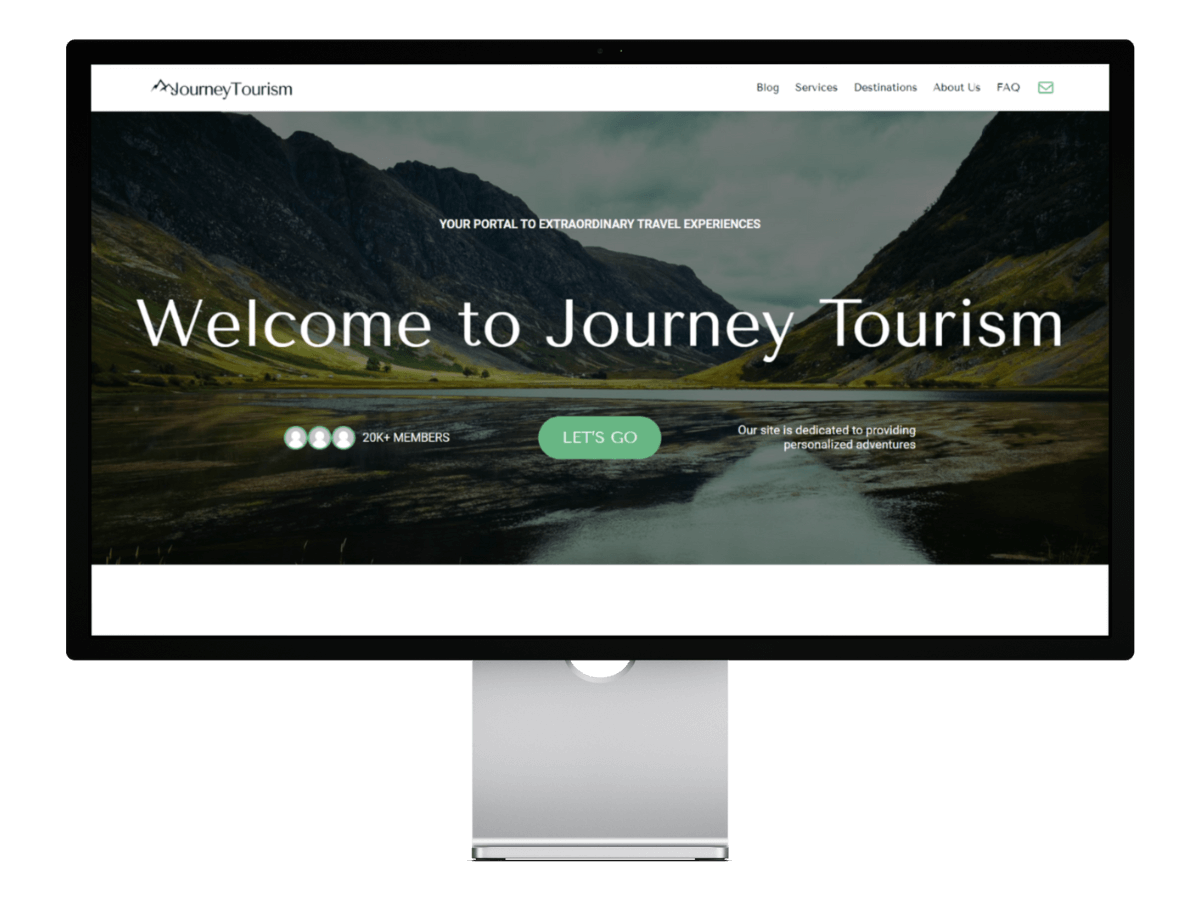 JourneyTourism
Blog Services Destinations About Us FAQ
YOUR PORTAL TO EXTRAORDINARY TRAVEL EXPERIENCES
Welcome to Journey Tourism
20K+ MEMBERS
LET'S GO
Our site is dedicated to providing
personalized adventures